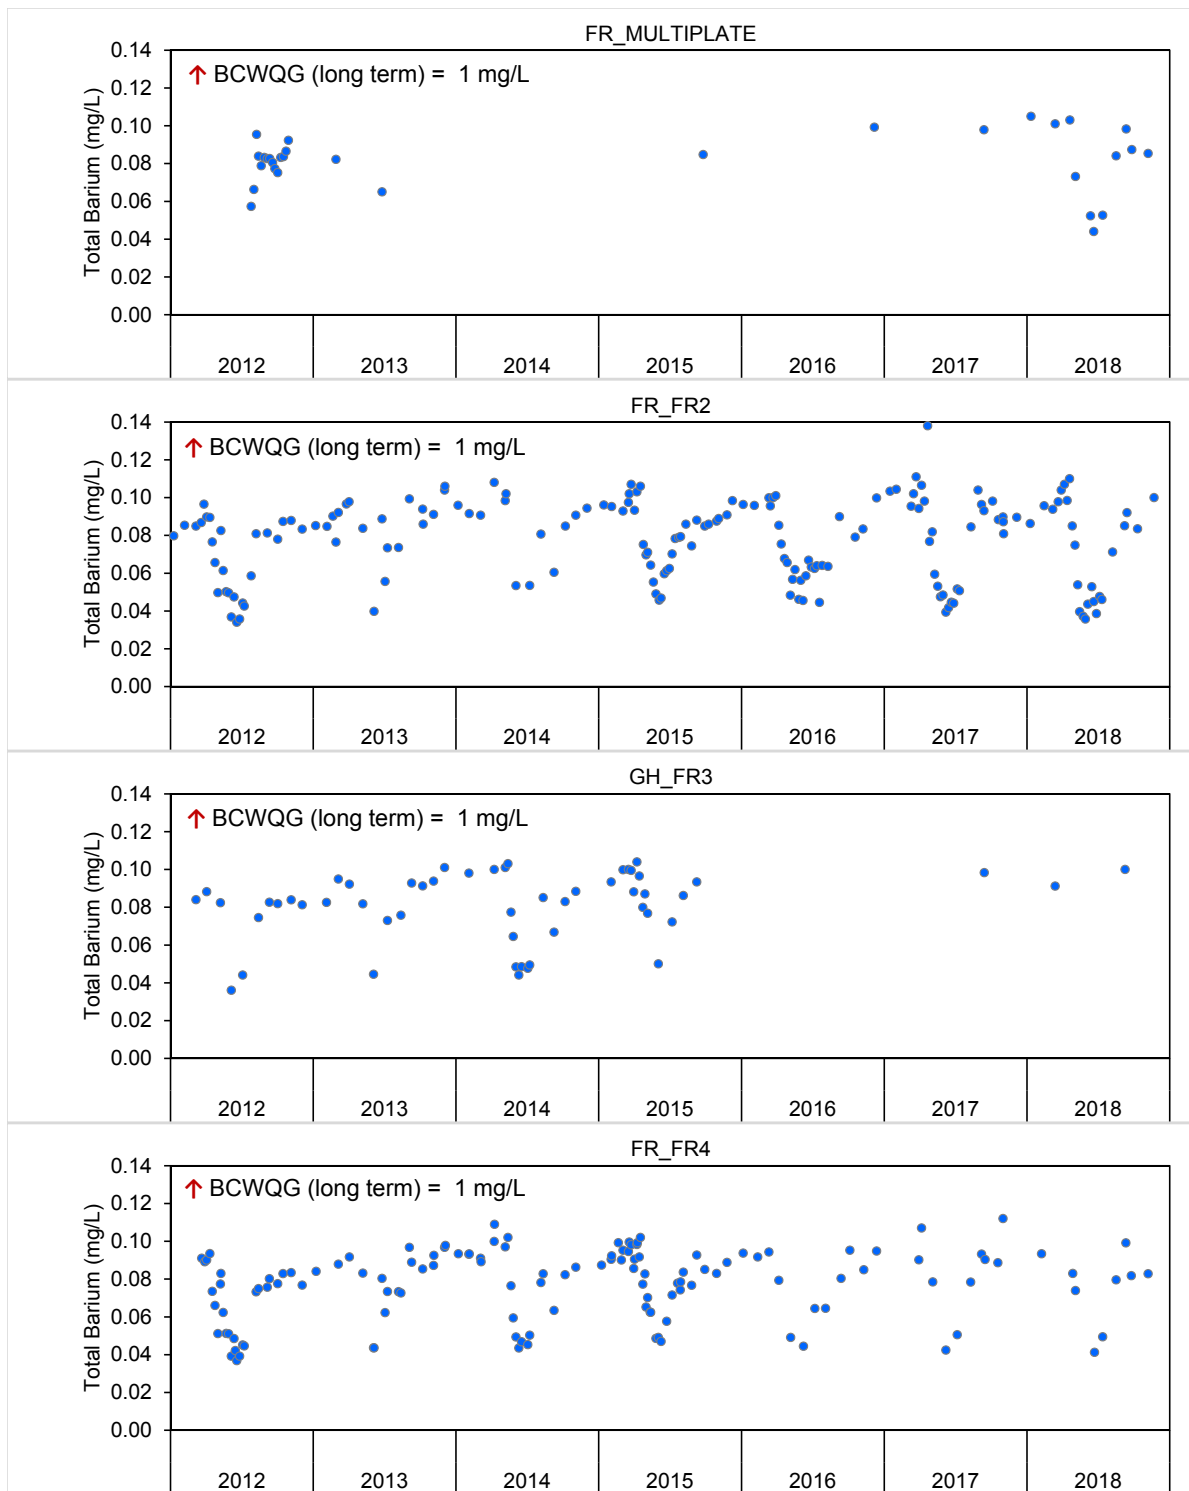 FR_MULTIPLATE
0.14
↑ BCWQG (long term) = 1 mg/L
0.12
0.10
0.08
0.06
0.04
0.02
0.00
Total Barium (mg/L)
2012 2013 2014 2015 2016 2017 2018
FR_FR2
0.14
↑ BCWQG (long term) = 1 mg/L
0.12
0.10
0.08
0.06
0.04
0.02
0.00
Total Barium (mg/L)
2012 2013 2014 2015 2016 2017 2018
GH_FR3
0.14
↑ BCWQG (long term) = 1 mg/L
0.12
0.10
0.08
0.06
0.04
0.02
0.00
Total Barium (mg/L)
2012 2013 2014 2015 2016 2017 2018
FR_FR4
0.14
↑ BCWQG (long term) = 1 mg/L
0.12
0.10
0.08
0.06
0.04
0.02
0.00
Total Barium (mg/L)
2012 2013 2014 2015 2016 2017 2018